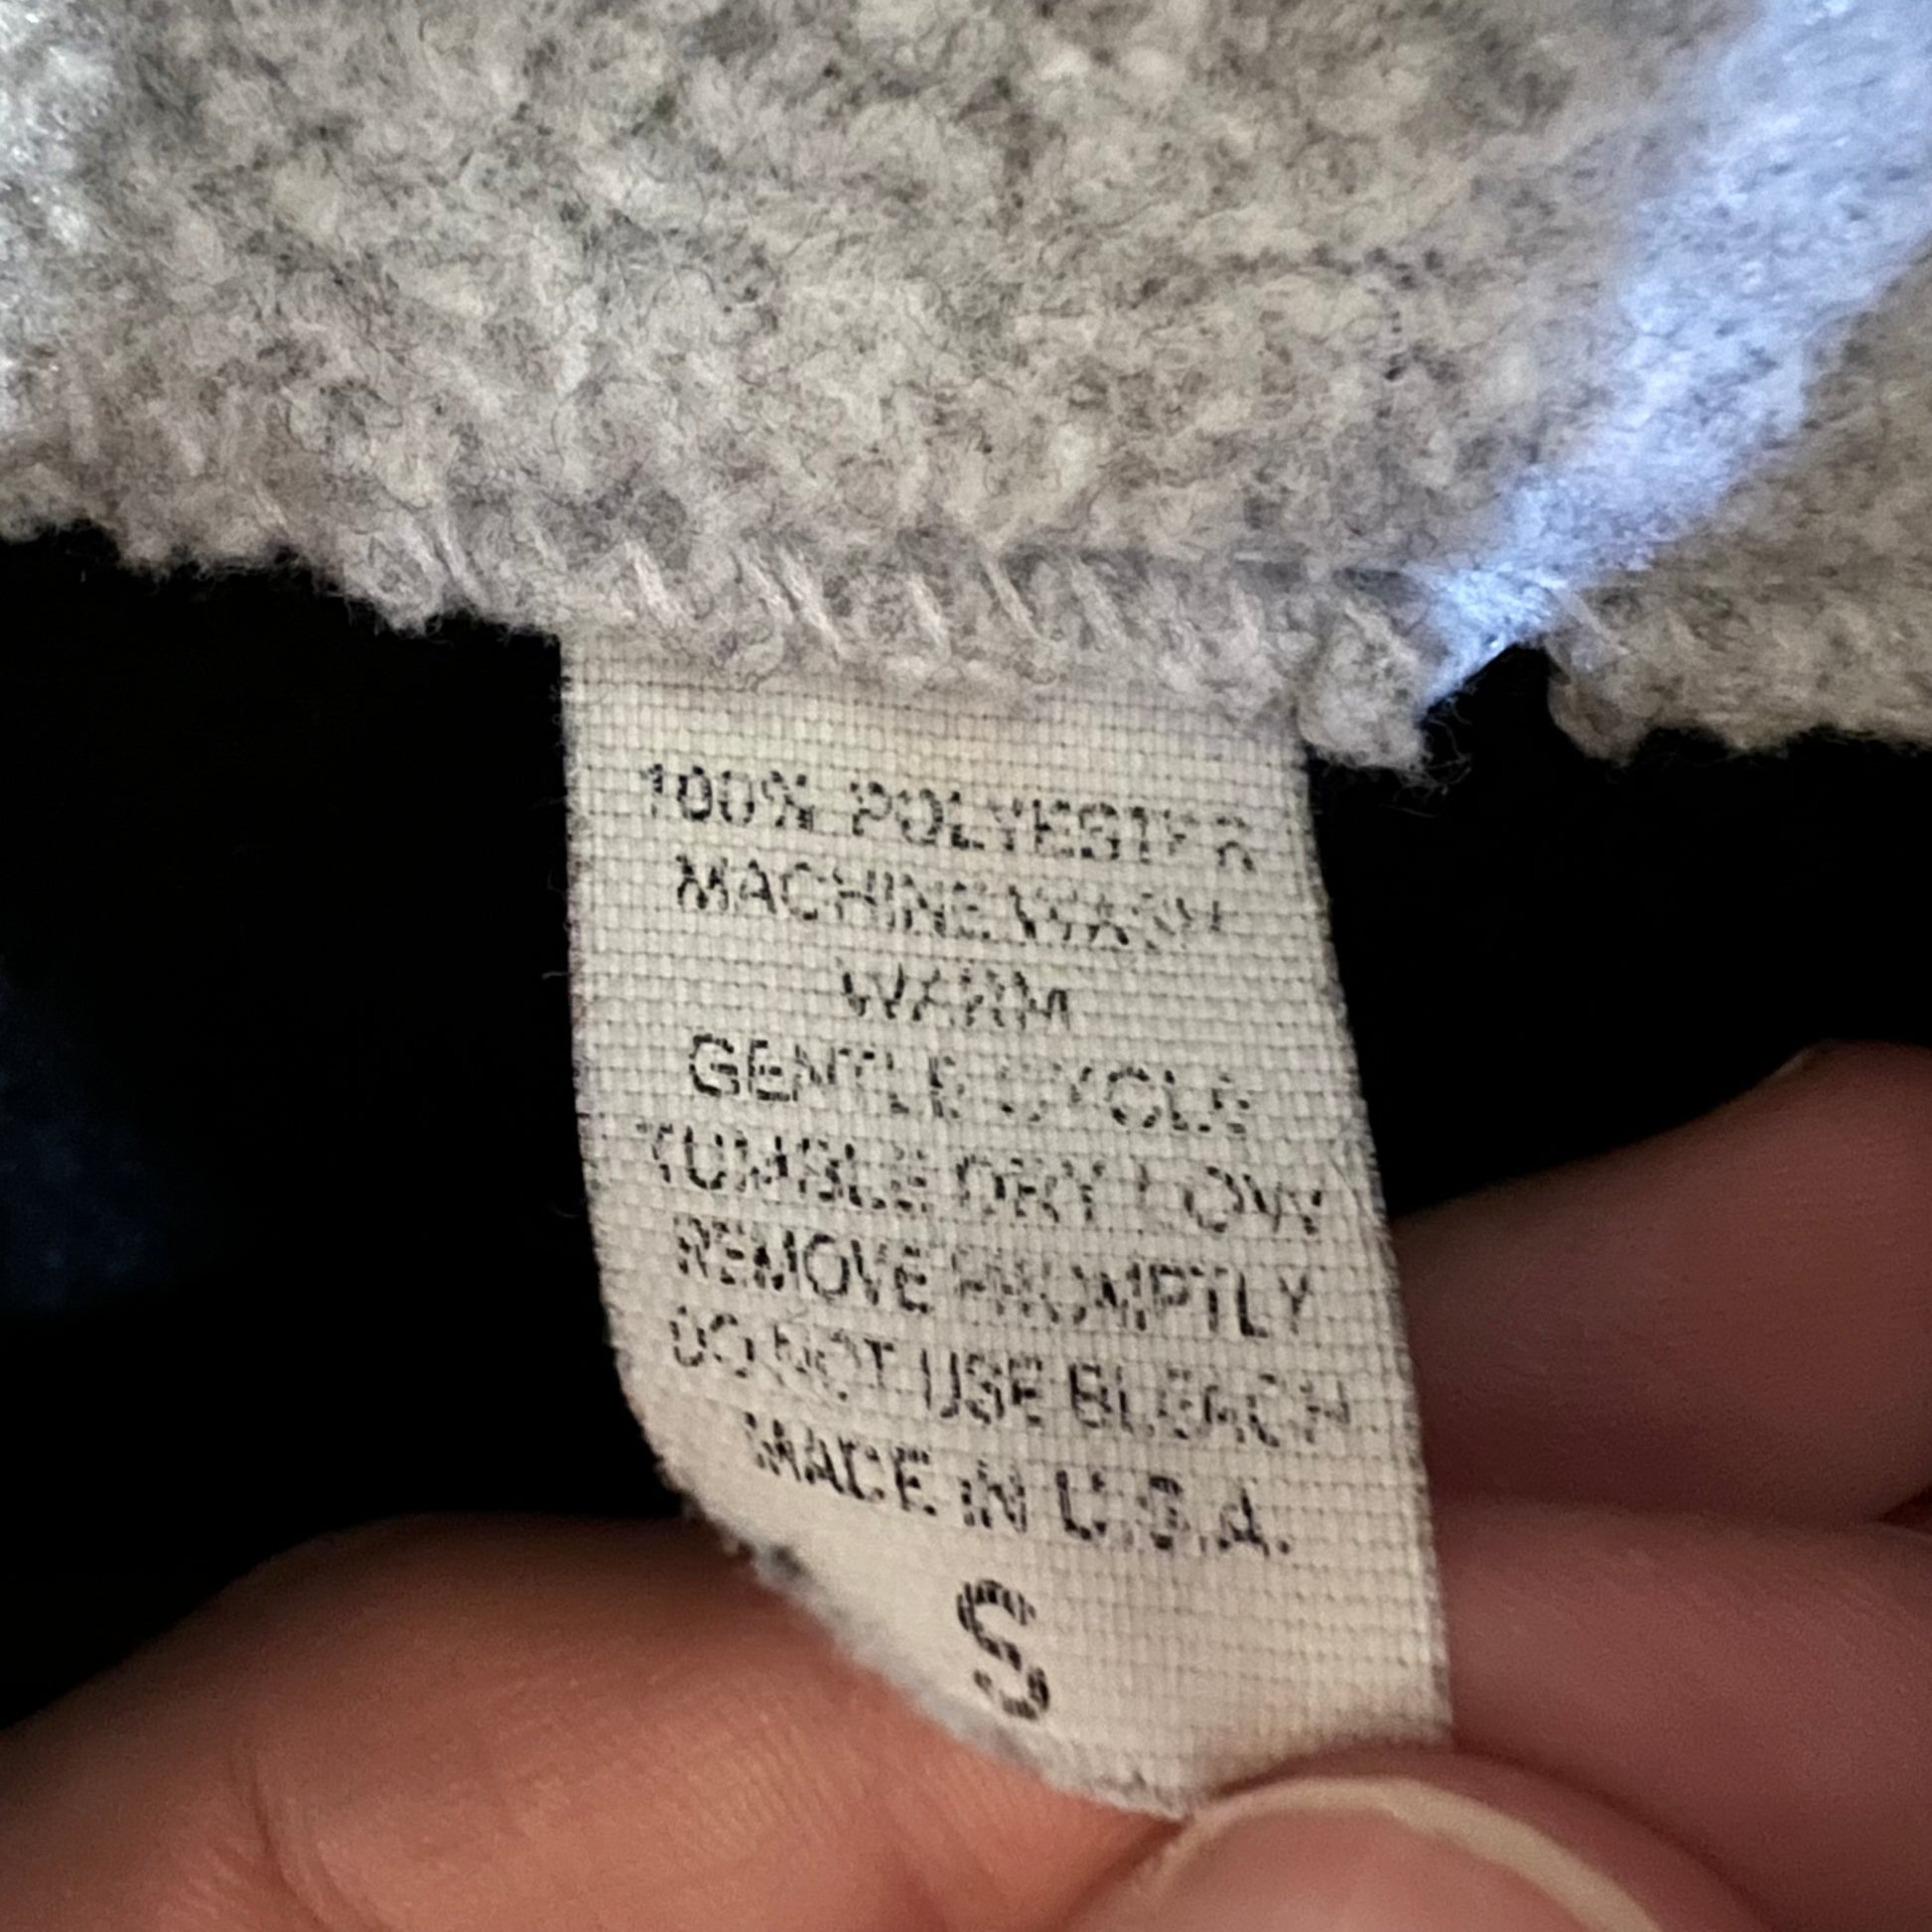 100% POLYESTER
MACHINE WASH
WARM
GENTLE CYCLE
TUMBLE DRY LOW
REMOVE PROMPTLY
DO NOT USE BLEACH
MADE IN U.S.A.
S